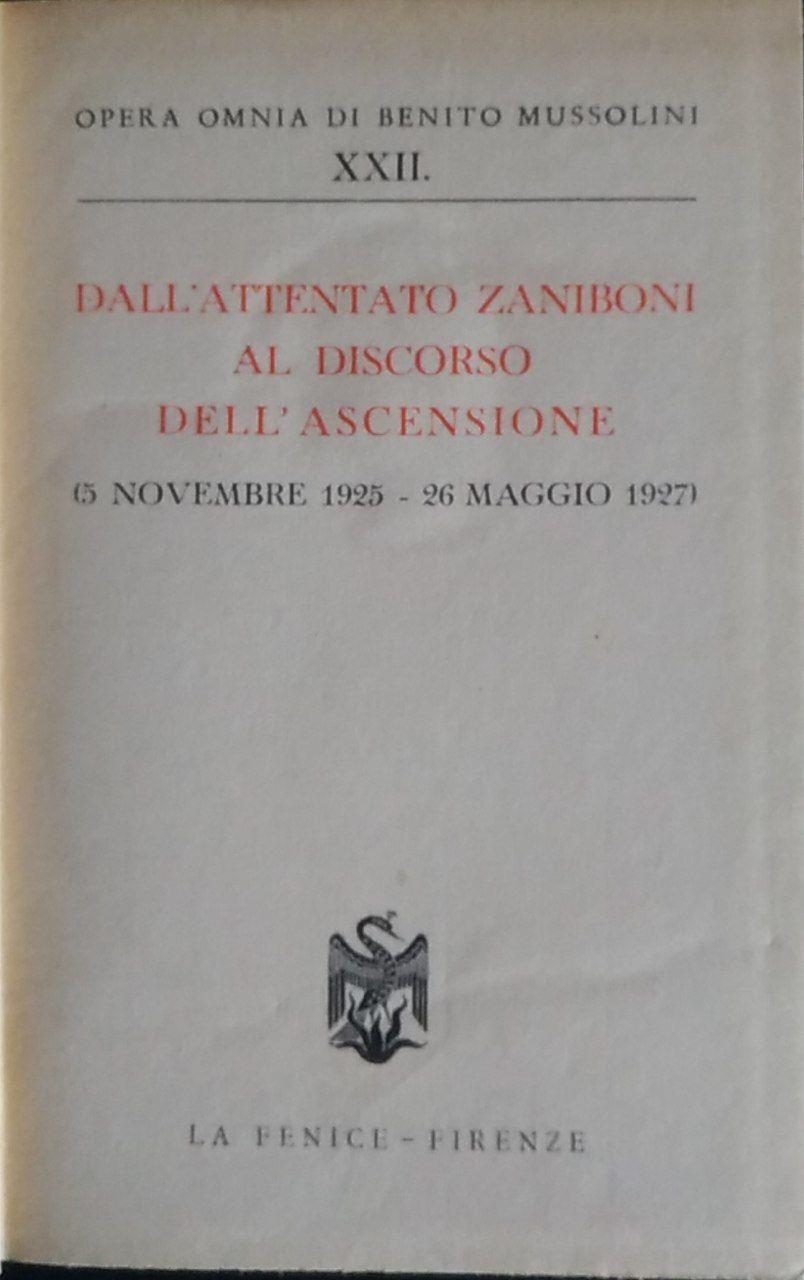 OPERA OMNIA DI BENITO MUSSOLINI
XXII.
DALL'ATTENTATO ZANIBONI
AL DISCORSO
DELL'ASCENSIONE
(5 NOVEMBRE 1925 - 26 MAGGIO 1927)
LA FENICE - FIRENZE